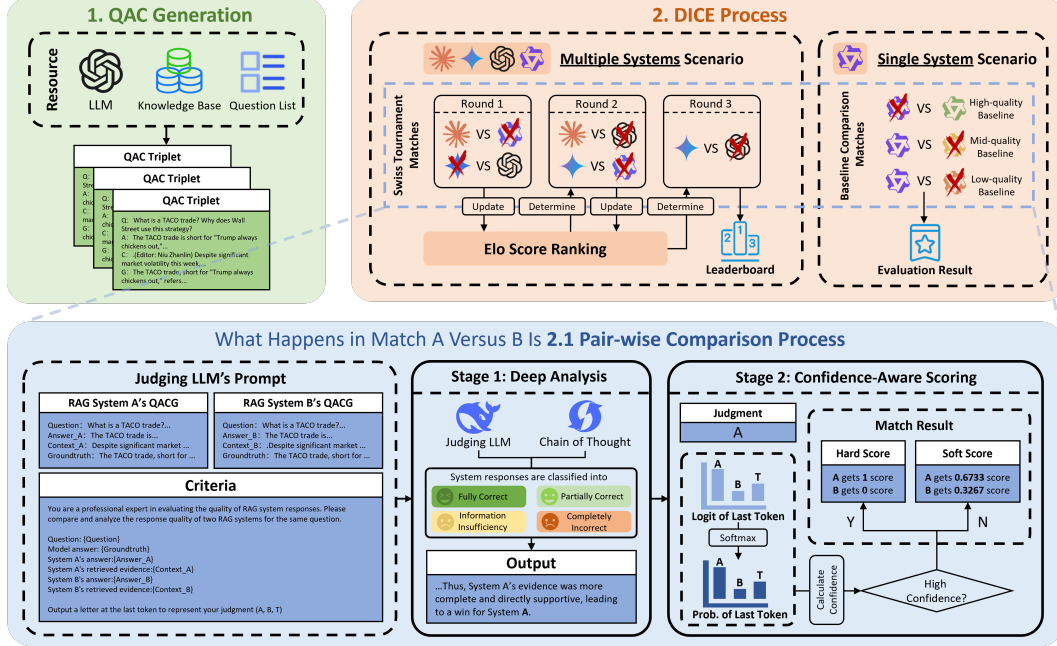 1. QAC Generation
Resource
LLM
Knowledge Base
Question List
QAC Triplet
QAC Triplet
QAC Triplet
Q: What is a TACO trade? Why does Wall
Street use this strategy?
A: The TACO trade is short for "Trump always
chickens out,"...
C: .(Editor: Niu Zhanlin) Despite significant
market volatility this week,...
G: The TACO trade, short for "Trump always
chickens out," refers...
2. DICE Process
Multiple Systems Scenario
Swiss Tournament
Matches
Round 1
VS
VS
Round 2
VS
VS
Round 3
VS
Update
Determine
Update
Determine
Elo Score Ranking
Leaderboard
Single System Scenario
Baseline Comparison
Matches
VS
High-quality
Baseline
VS
Mid-quality
Baseline
VS
Low-quality
Baseline
Evaluation Result
What Happens in Match A Versus B Is 2.1 Pair-wise Comparison Process
Judging LLM's Prompt
RAG System A's QACG
Question: What is a TACO trade?...
Answer_A: The TACO trade is...
Context_A: Despite significant market ...
Groundtruth: The TACO trade, short for ...
RAG System B's QACG
Question: What is a TACO trade?...
Answer_B: The TACO trade is...
Context_B: .Despite significant market ...
Groundtruth: The TACO trade, short for ...
Criteria
You are a professional expert in evaluating the quality of RAG system responses. Please
compare and analyze the response quality of two RAG systems for the same question.
Question: {Question}
Model answer: {Groundtruth}
System A's answer:{Answer_A}
System A's retrieved evidence:{Context_A}
System B's answer:{Answer_B}
System B's retrieved evidence:{Context_B}
Output a letter at the last token to represent your judgment (A, B, T)
Stage 1: Deep Analysis
Judging LLM
Chain of Thought
System responses are classified into
Fully Correct
Partially Correct
Information
Insufficiency
Completely
Incorrect
Output
...Thus, System A's evidence was more
complete and directly supportive, leading
to a win for System A.
Stage 2: Confidence-Aware Scoring
Judgment
A
A
B
T
Logit of Last Token
Softmax
A
B
T
Prob. of Last Token
Match Result
Hard Score
A gets 1 score
B gets 0 score
Soft Score
A gets 0.6733 score
B gets 0.3267 score
Y
N
Calculate
Confidence
High
Confidence?